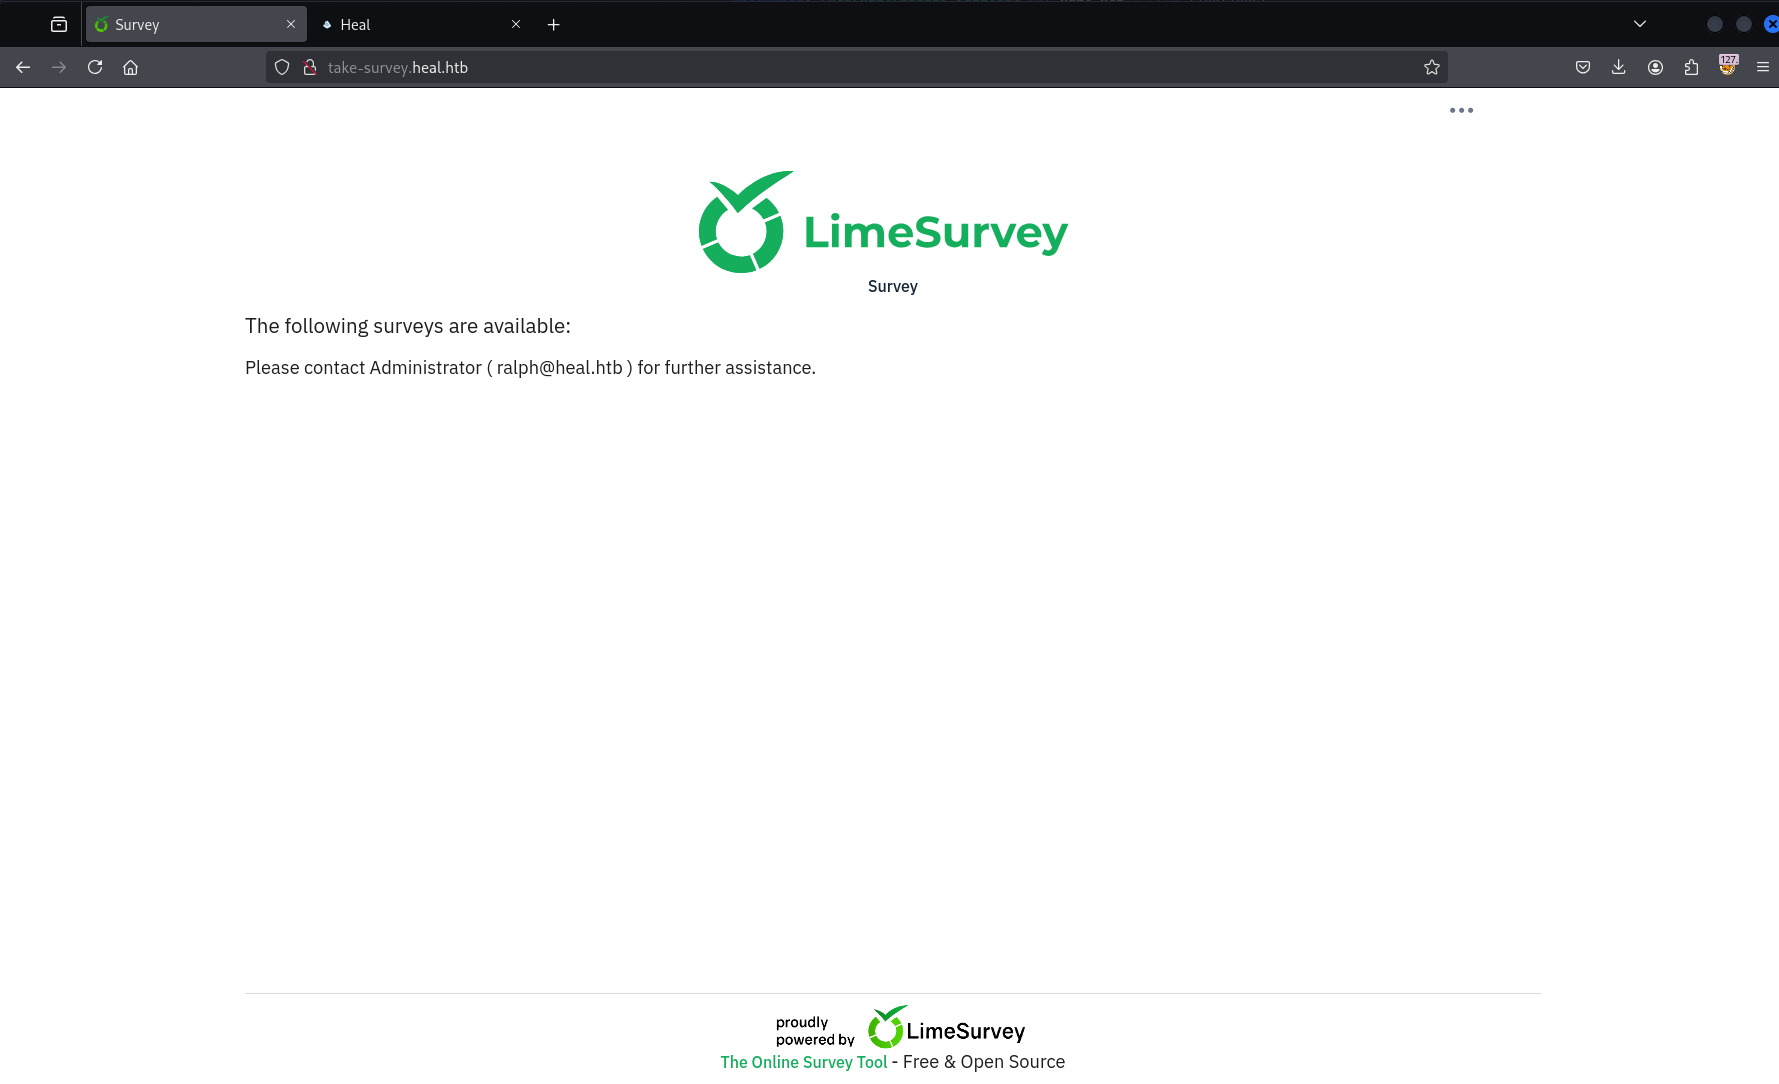 Survey
Heal
take-survey.heal.htb
127.
LimeSurvey
Survey
The following surveys are available:
Please contact Administrator ( ralph@heal.htb ) for further assistance.
proudly
powered by
LimeSurvey
The Online Survey Tool - Free & Open Source